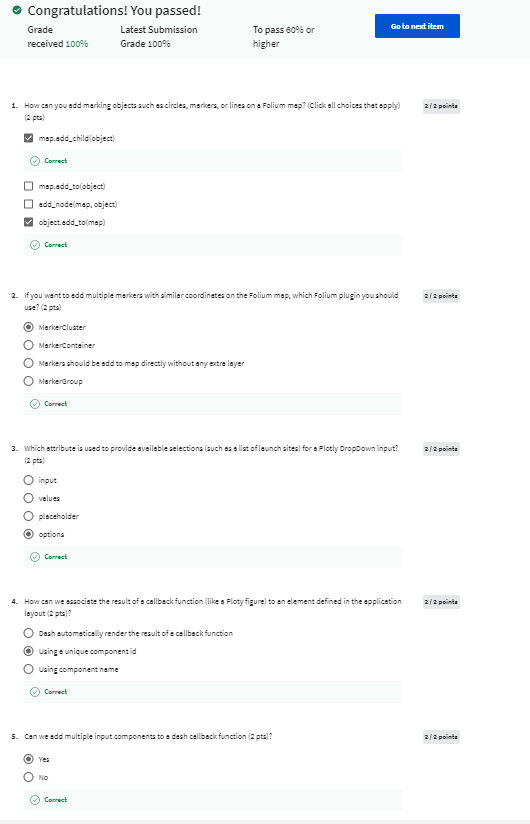 Congratulations! You passed!
Grade
received 100%
Latest Submission
Grade 100%
To pass 60% or
higher
Go to next item
1. How can you add marking objects such as circles, markers, or lines on a Folium map? (Click all choices that apply)
(2 pts)
2 / 2 points
map.add_child(object)
Correct
map.add_to(object)
add_node(map, object)
object.add_to(map)
Correct
2. If you want to add multiple markers with similar coordinates on the Folium map, which Folium plugin you should
use? (2 pts)
2 / 2 points
MarkerCluster
MarkerContainer
Markers should be add to map directly without any extra layer
MarkerGroup
Correct
3. Which attribute is used to provide available selections (such as a list of launch sites) for a Plotly DropDown input?
(2 pts)
2 / 2 points
input
values
placeholder
options
Correct
4. How can we associate the result of a callback function (like a Ploty figure) to an element defined in the application
layout (2 pts)?
2 / 2 points
Dash automatically render the result of a callback function
Using a unique component id
Using component name
Correct
5. Can we add multiple input components to a dash callback function (2 pts)?
2 / 2 points
Yes
No
Correct